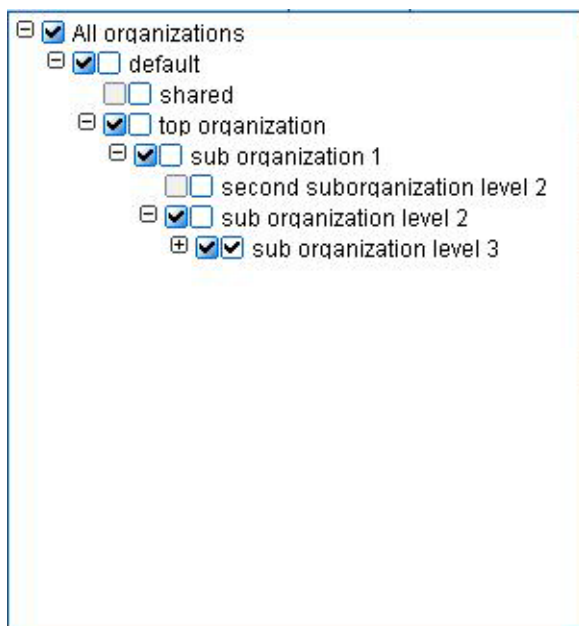 All organizations
default
shared
top organization
sub organization 1
second suborganization level 2
sub organization level 2
sub organization level 3